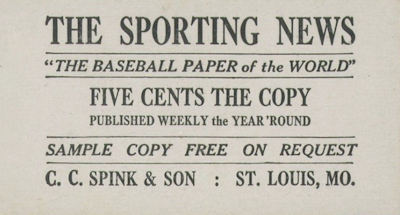 THE SPORTING NEWS
"THE BASEBALL PAPER of the WORLD"
FIVE CENTS THE COPY
PUBLISHED WEEKLY the YEAR 'ROUND
SAMPLE COPY FREE ON REQUEST
C. C. SPINK & SON : ST. LOUIS, MO.